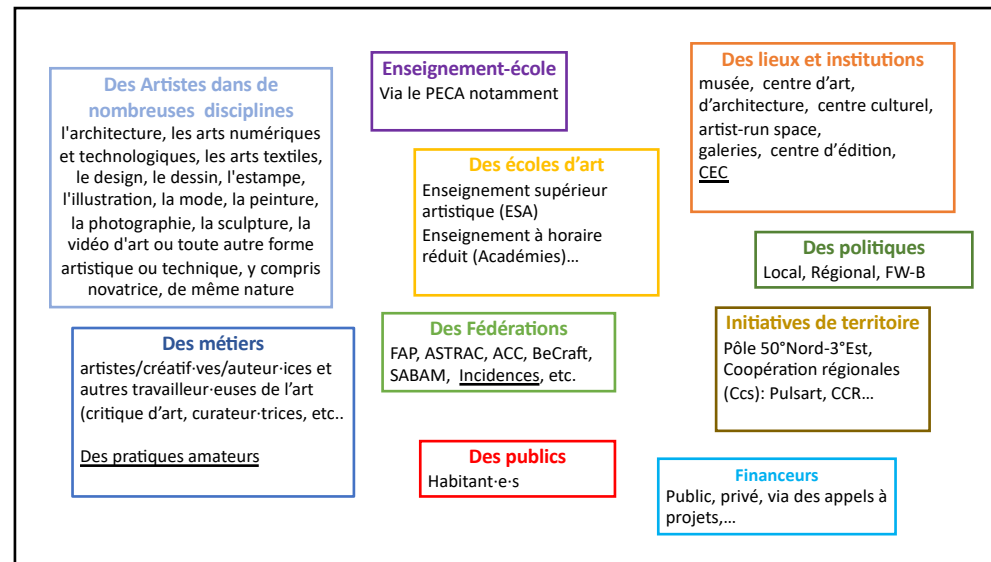 Des Artistes dans de
nombreuses disciplines
l'architecture, les arts numériques
et technologiques, les arts textiles,
le design, le dessin, l'estampe,
l'illustration, la mode, la peinture,
la photographie, la sculpture, la
vidéo d'art ou toute autre forme
artistique ou technique, y compris
novatrice, de même nature
Enseignement-école
Via le PECA notamment
Des lieux et institutions
musée, centre d'art,
d'architecture, centre culturel,
artist-run space,
galeries, centre d'édition,
CEC
Des écoles d'art
Enseignement supérieur
artistique (ESA)
Enseignement à horaire
réduit (Académies)...
Des politiques
Local, Régional, FW-B
Des métiers
artistes/créatif·ves/auteur·ices et
autres travailleur·euses de l'art
(critique d'art, curateur·trices, etc..
Des pratiques amateurs
Des Fédérations
FAP, ASTRAC, ACC, BeCraft,
SABAM, Incidences, etc.
Initiatives de territoire
Pôle 50°Nord-3°Est,
Coopération régionales
(Ccs): Pulsart, CCR...
Des publics
Habitant·e·s
Financeurs
Public, privé, via des appels à
projets,...